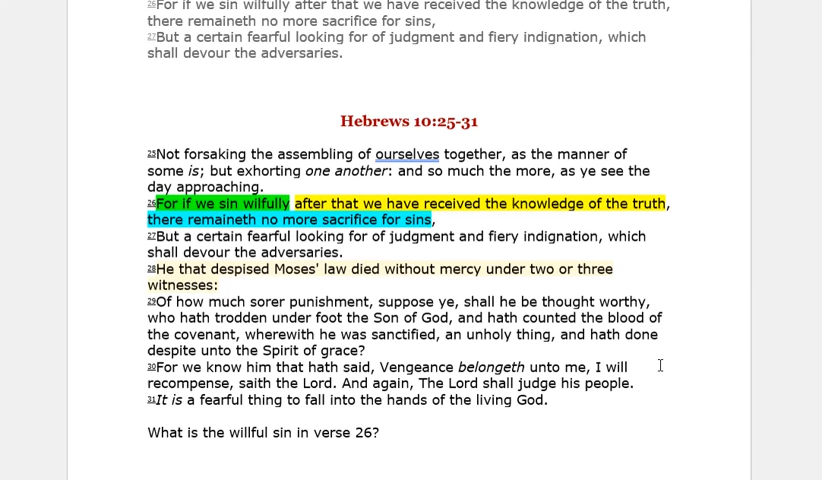 26For if we sin wilfully after that we have received the knowledge of the truth,
there remaineth no more sacrifice for sins,
27But a certain fearful looking for of judgment and fiery indignation, which
shall devour the adversaries.
Hebrews 10:25-31
25Not forsaking the assembling of ourselves together, as the manner of
some is; but exhorting one another: and so much the more, as ye see the
day approaching.
26For if we sin wilfully after that we have received the knowledge of the truth,
there remaineth no more sacrifice for sins,
27But a certain fearful looking for of judgment and fiery indignation, which
shall devour the adversaries.
28He that despised Moses' law died without mercy under two or three
witnesses:
29Of how much sorer punishment, suppose ye, shall he be thought worthy,
who hath trodden under foot the Son of God, and hath counted the blood of
the covenant, wherewith he was sanctified, an unholy thing, and hath done
despite unto the Spirit of grace?
30For we know him that hath said, Vengeance belongeth unto me, I will
recompense, saith the Lord. And again, The Lord shall judge his people.
31It is a fearful thing to fall into the hands of the living God.
What is the willful sin in verse 26?